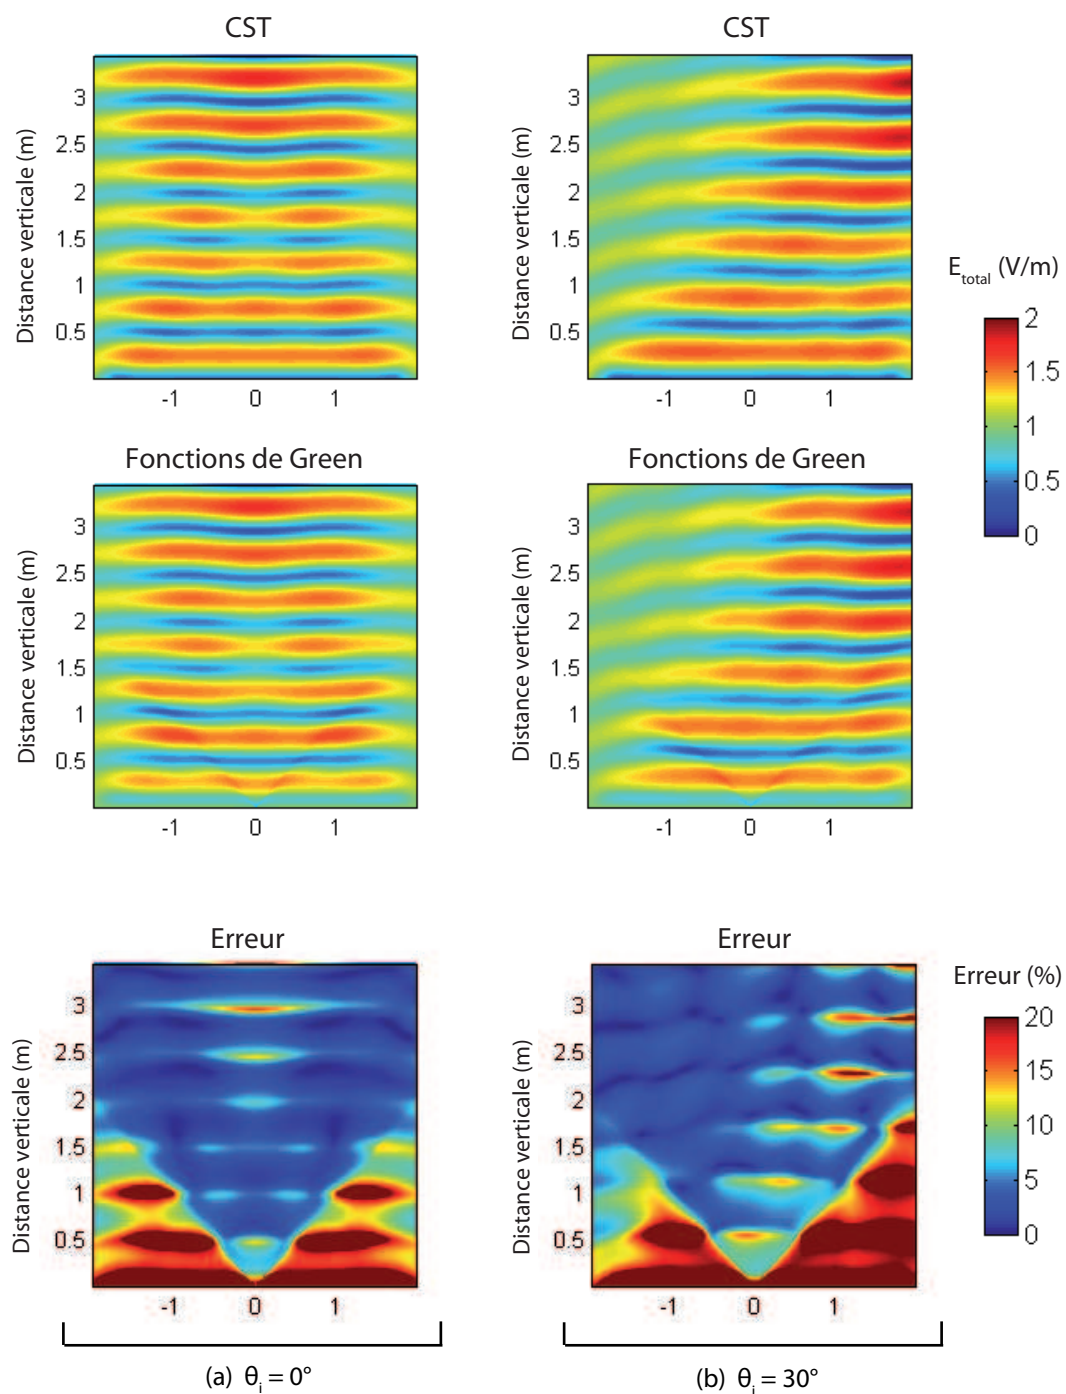 CST
Distance verticale (m)
3
2.5
2
1.5
1
0.5
-1 0 1
CST
Distance verticale (m)
3
2.5
2
1.5
1
0.5
-1 0 1
E_total (V/m)
2
1.5
1
0.5
0
Fonctions de Green
Distance verticale (m)
3
2.5
2
1.5
1
0.5
-1 0 1
Fonctions de Green
Distance verticale (m)
3
2.5
2
1.5
1
0.5
-1 0 1
Erreur
Distance verticale (m)
3
2.5
2
1.5
1
0.5
-1 0 1
(a) θi = 0°
Erreur
Distance verticale (m)
3
2.5
2
1.5
1
0.5
-1 0 1
(b) θi = 30°
Erreur (%)
20
15
10
5
0